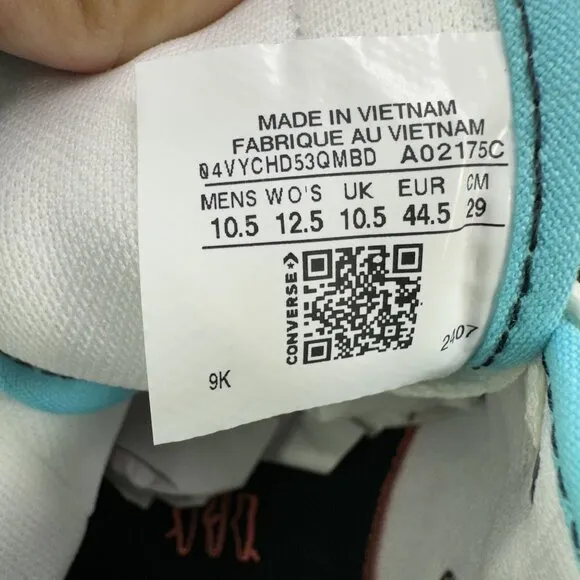 MADE IN VIETNAM
FABRIQUE AU VIETNAM
04VYCHD53QMBD A02175C
MENS WO'S UK EUR CM
10.5 12.5 10.5 44.5 29
CONVERSE
9K 2407